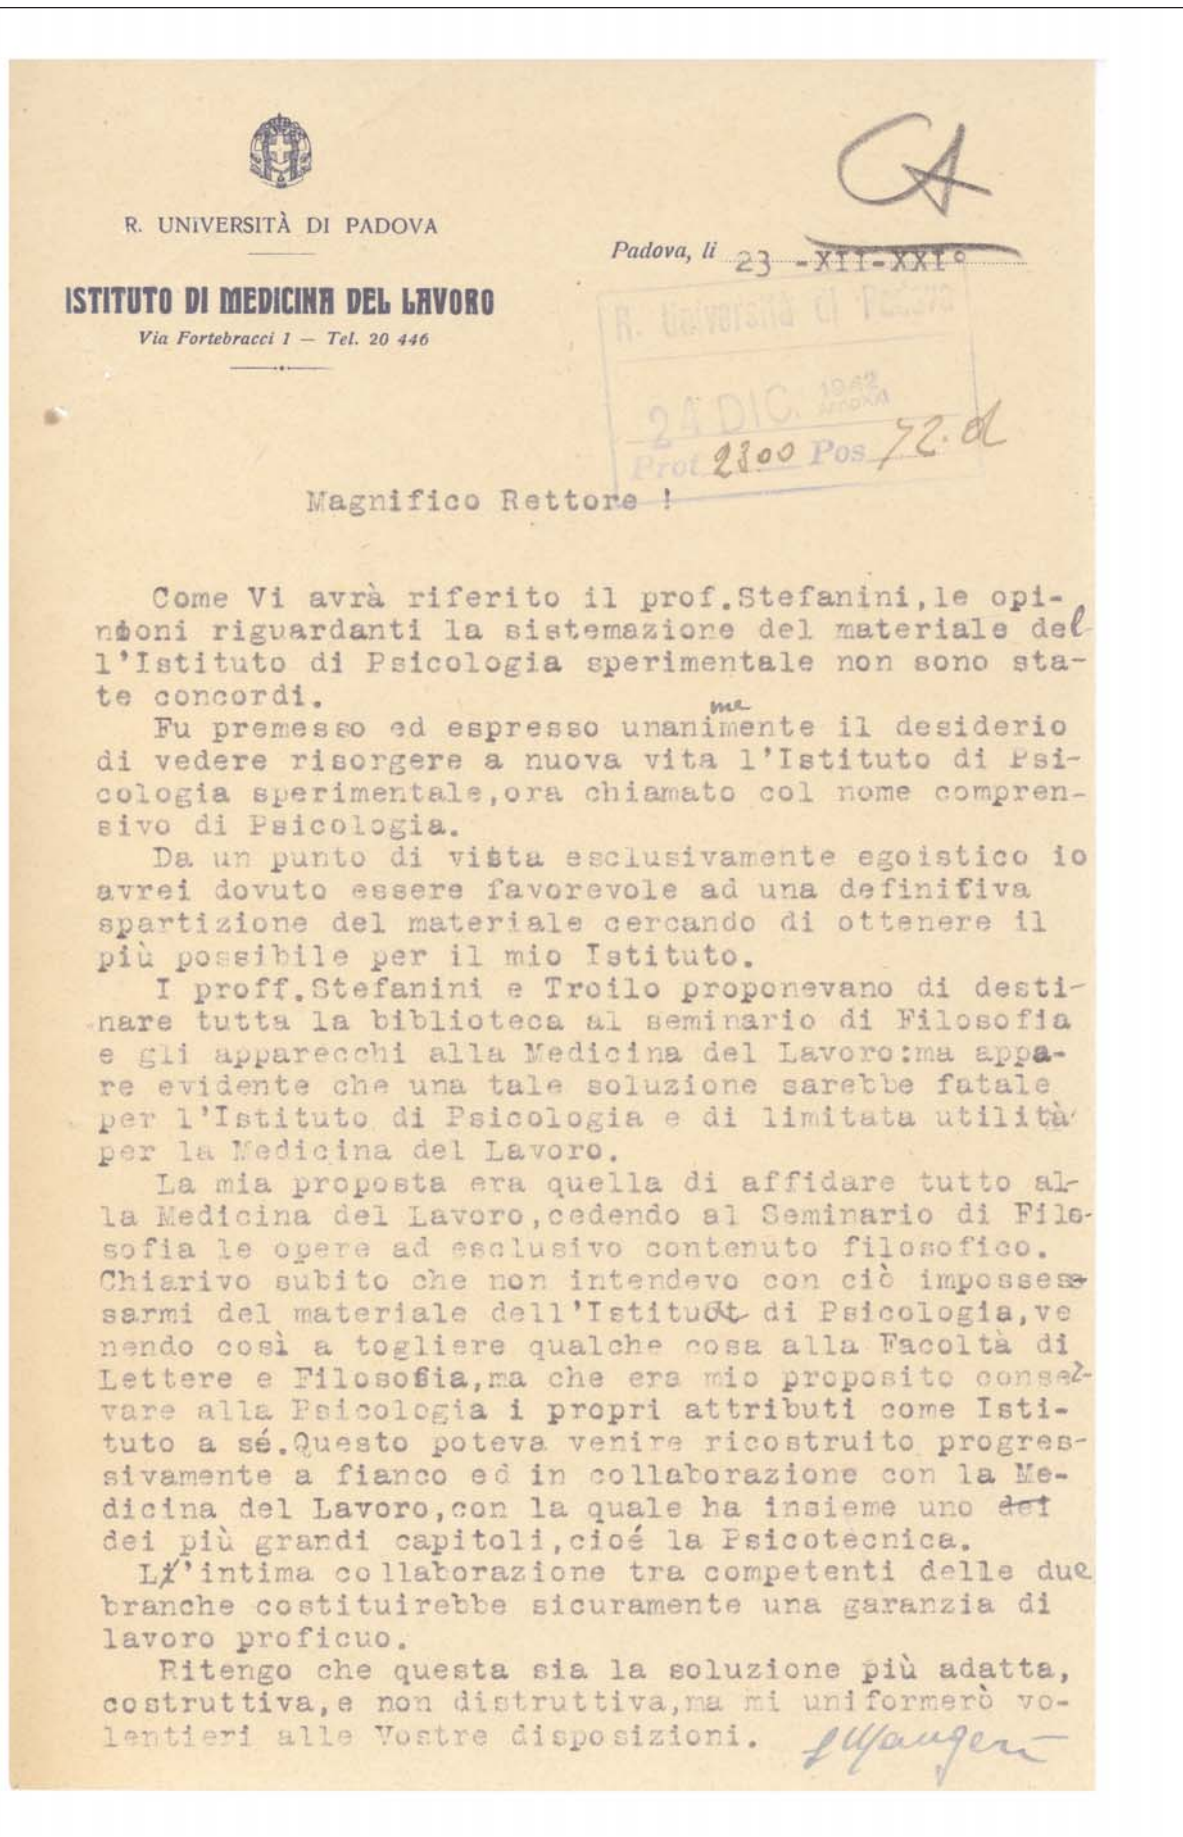 CA
R. UNIVERSITÀ DI PADOVA
Padova, li 23 -XII-XXI°
ISTITUTO DI MEDICINA DEL LAVORO
Via Fortebracci 1 — Tel. 20 446
R. Università di Padova
24 DIC. 1942
Prot 2800 Pos 72.d
Magnifico Rettore !
Come Vi avrà riferito il prof.Stefanini,le opi-
nioni riguardanti la sistemazione del materiale del
l'Istituto di Psicologia sperimentale non sono sta-
te concordi.
Fu premesso ed espresso unanimemente il desiderio
di vedere risorgere a nuova vita l'Istituto di Psi-
cologia sperimentale,ora chiamato col nome compren-
sivo di Psicologia.
Da un punto di vista esclusivamente egoistico io
avrei dovuto essere favorevole ad una definitiva
spartizione del materiale cercando di ottenere il
più possibile per il mio Istituto.
I proff.Stefanini e Troilo proponevano di desti-
nare tutta la biblioteca al seminario di Filosofia
e gli apparecchi alla Medicina del Lavoro:ma appa-
re evidente che una tale soluzione sarebbe fatale
per l'Istituto di Psicologia e di limitata utilità
per la Medicina del Lavoro.
La mia proposta era quella di affidare tutto al-
la Medicina del Lavoro,cedendo al Seminario di Filo-
sofia le opere ad esclusivo contenuto filosofico.
Chiarivo subito che non intendevo con ciò imposses-
sarmi del materiale dell'Istituot di Psicologia,ve
nendo così a togliere qualche cosa alla Facoltà di
Lettere e Filosofia,ma che era mio proposito conser-
vare alla Psicologia i propri attributi come Isti-
tuto a sé.Questo poteva venire ricostruito progres-
sivamente a fianco ed in collaborazione con la Me-
dicina del Lavoro,con la quale ha insieme uno dei
dei più grandi capitoli,cioé la Psicotecnica.
L'intima collaborazione tra competenti delle due
branche costituirebbe sicuramente una garanzia di
lavoro proficuo.
Ritengo che questa sia la soluzione più adatta,
costruttiva,e non distruttiva,ma mi uniformerò vo-
lentieri alle Vostre disposizioni.
S Maugeri